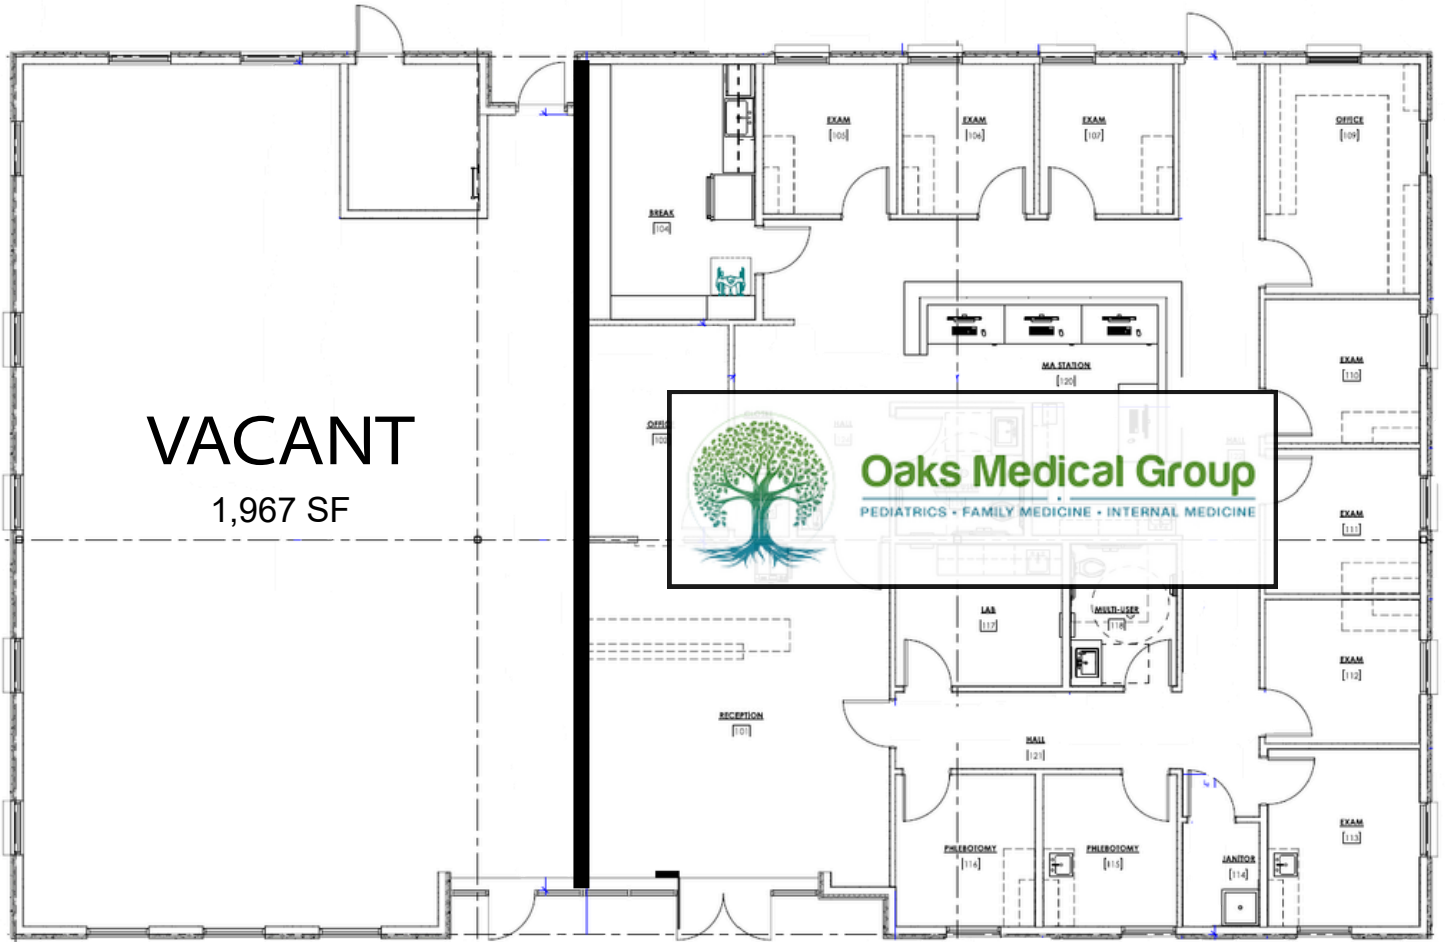 EXAM
[105]
EXAM
[106]
EXAM
[107]
OFFICE
[109]
BREAK
[104]
MA STATION
[120]
EXAM
[110]
VACANT
1,967 SF
Oaks Medical Group
PEDIATRICS • FAMILY MEDICINE • INTERNAL MEDICINE
EXAM
[111]
LAB
[117]
MULTI-USER
[118]
EXAM
[112]
RECEPTION
[101]
HALL
[121]
PHLEBOTOMY
[116]
PHLEBOTOMY
[115]
JANITOR
[114]
EXAM
[113]